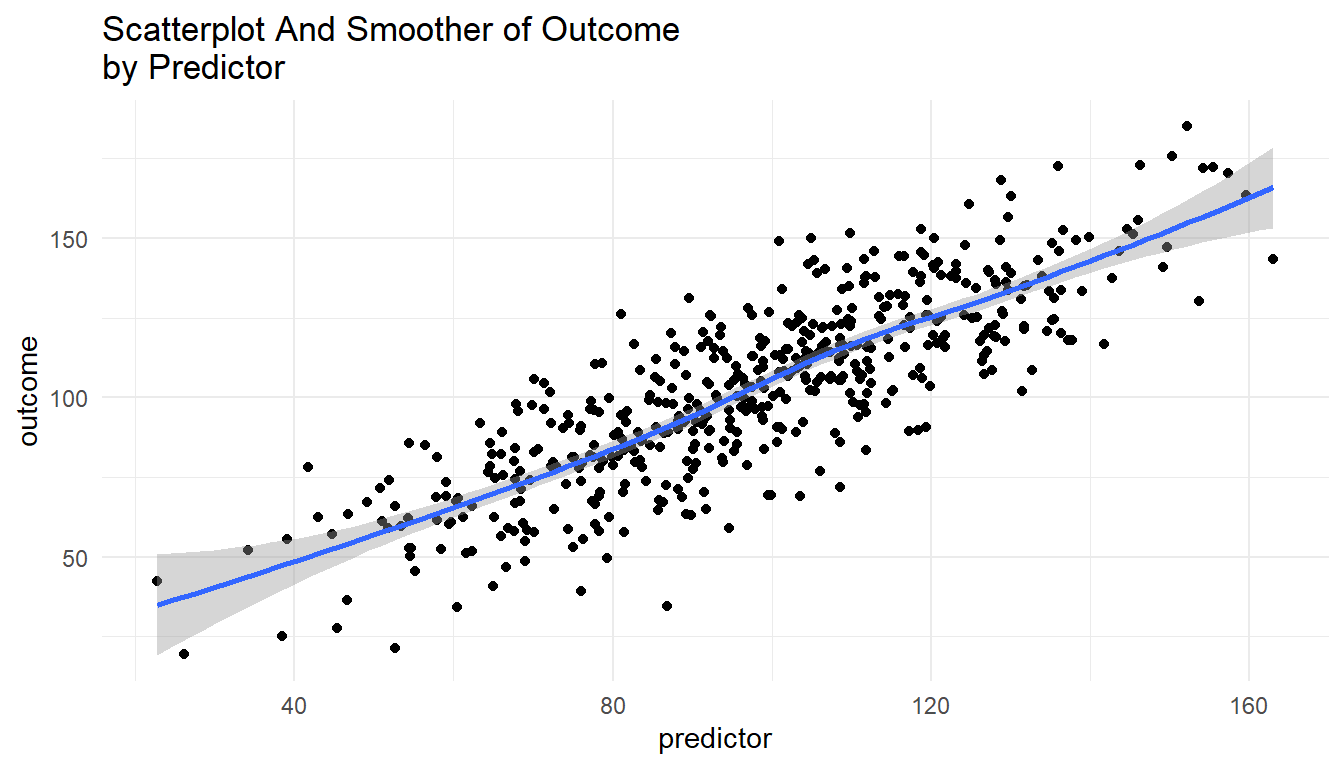 Scatterplot And Smoother of Outcome
by Predictor
150
100
50
outcome
40 80 120 160
predictor